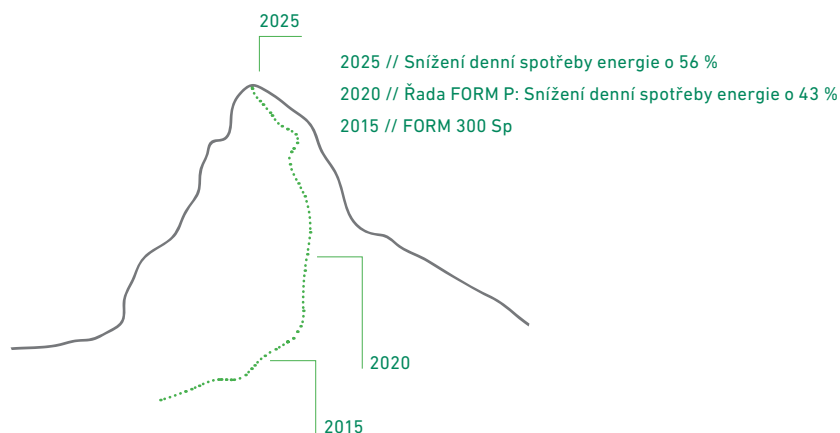 2025
2025 // Snížení denní spotřeby energie o 56 %
2020 // Řada FORM P: Snížení denní spotřeby energie o 43 %
2015 // FORM 300 Sp
2020
2015